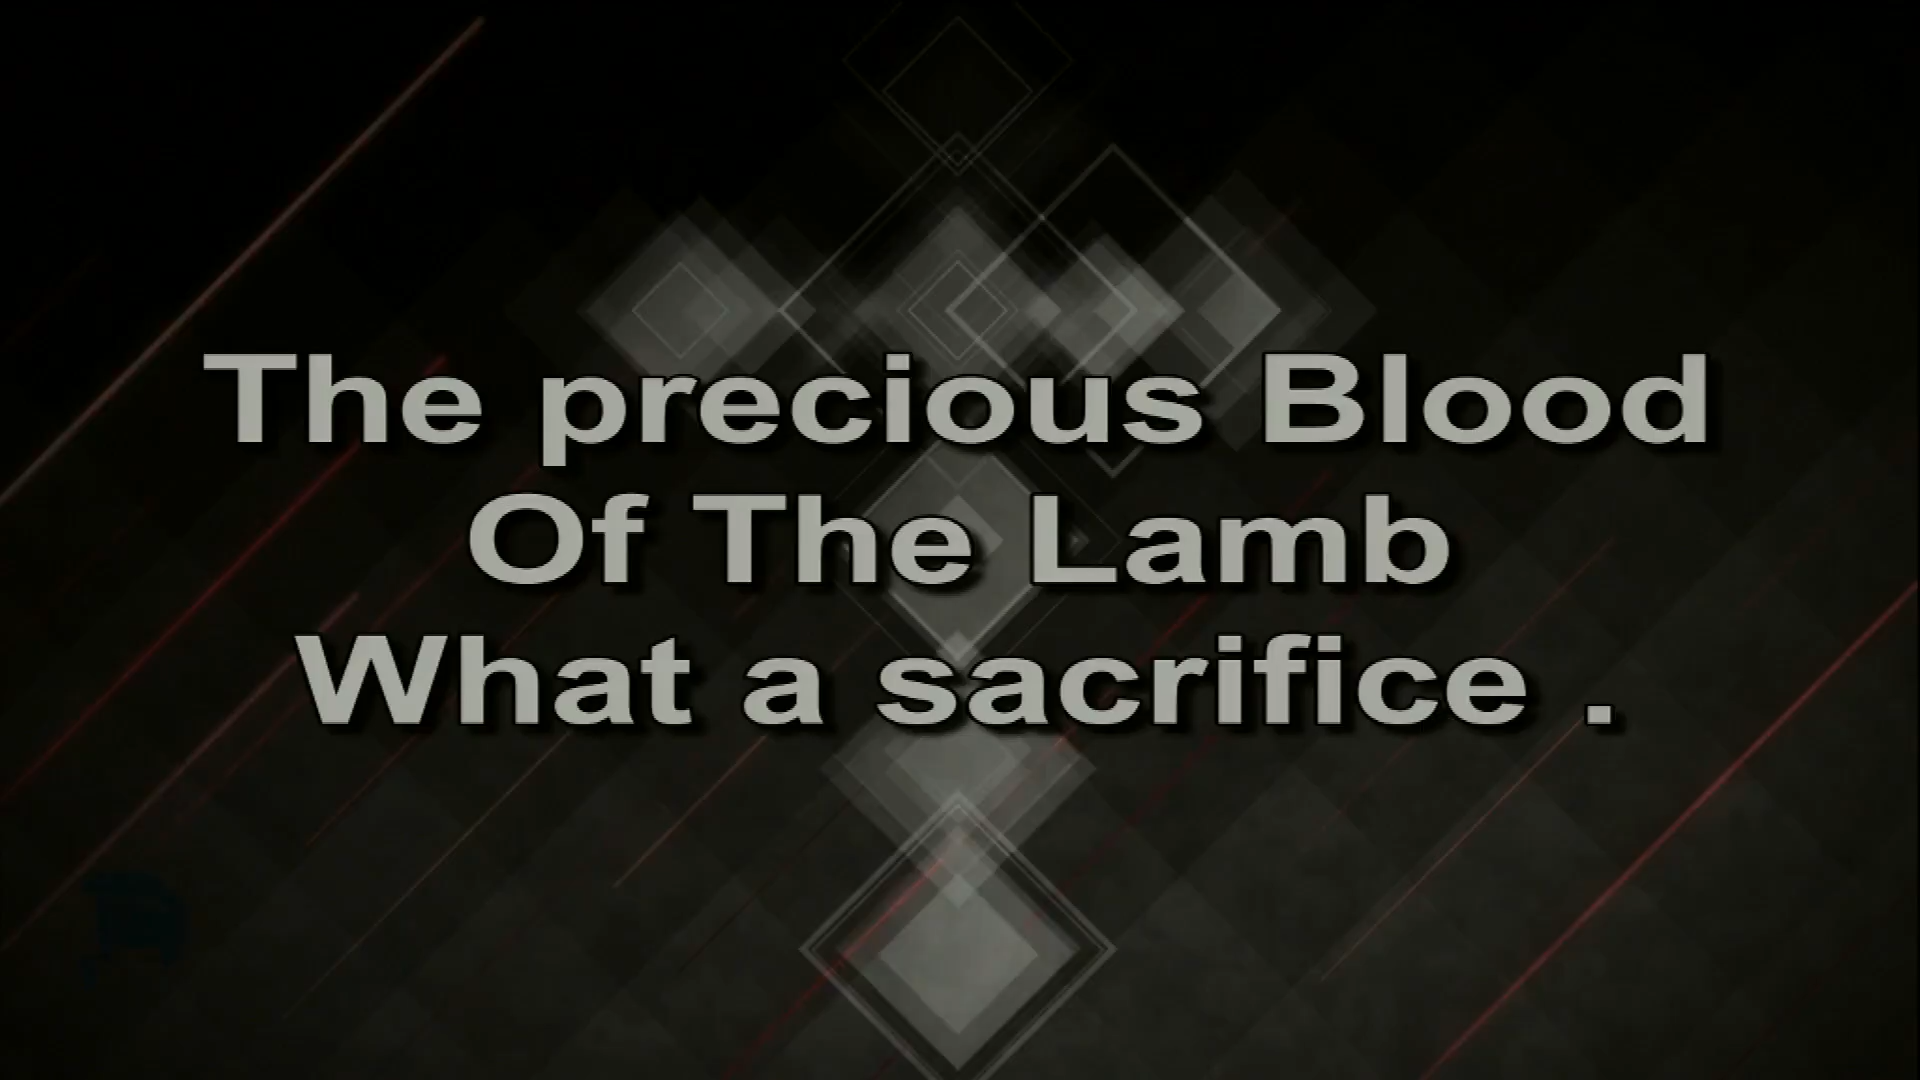 The precious Blood
Of The Lamb
What a sacrifice .